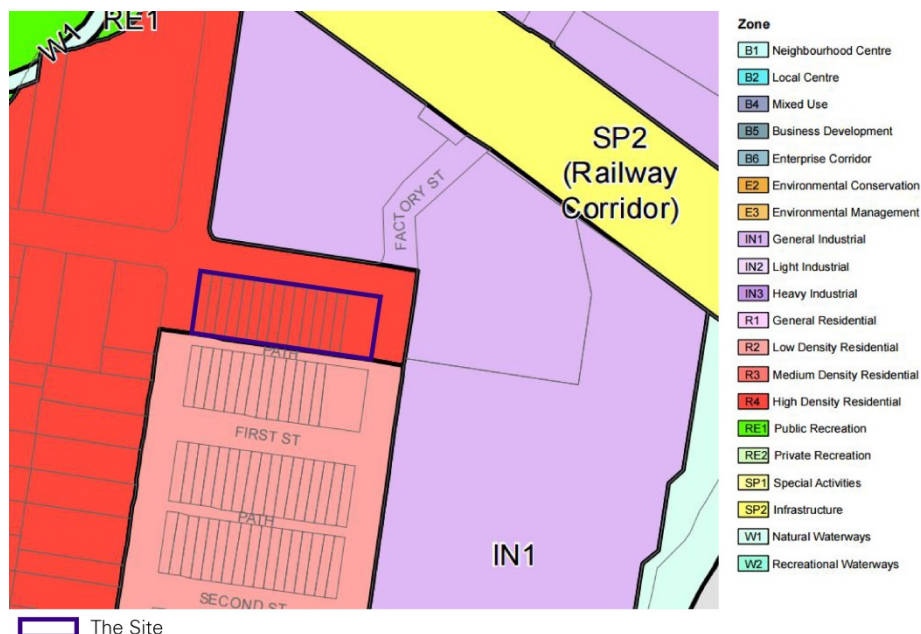 RE1
W1
SP2
(Railway
Corridor)
FACTORY ST
PATH
FIRST ST
PATH
IN1
SECOND ST
Zone
B1 Neighbourhood Centre
B2 Local Centre
B4 Mixed Use
B5 Business Development
B6 Enterprise Corridor
E2 Environmental Conservation
E3 Environmental Management
IN1 General Industrial
IN2 Light Industrial
IN3 Heavy Industrial
R1 General Residential
R2 Low Density Residential
R3 Medium Density Residential
R4 High Density Residential
RE1 Public Recreation
RE2 Private Recreation
SP1 Special Activities
SP2 Infrastructure
W1 Natural Waterways
W2 Recreational Waterways
The Site